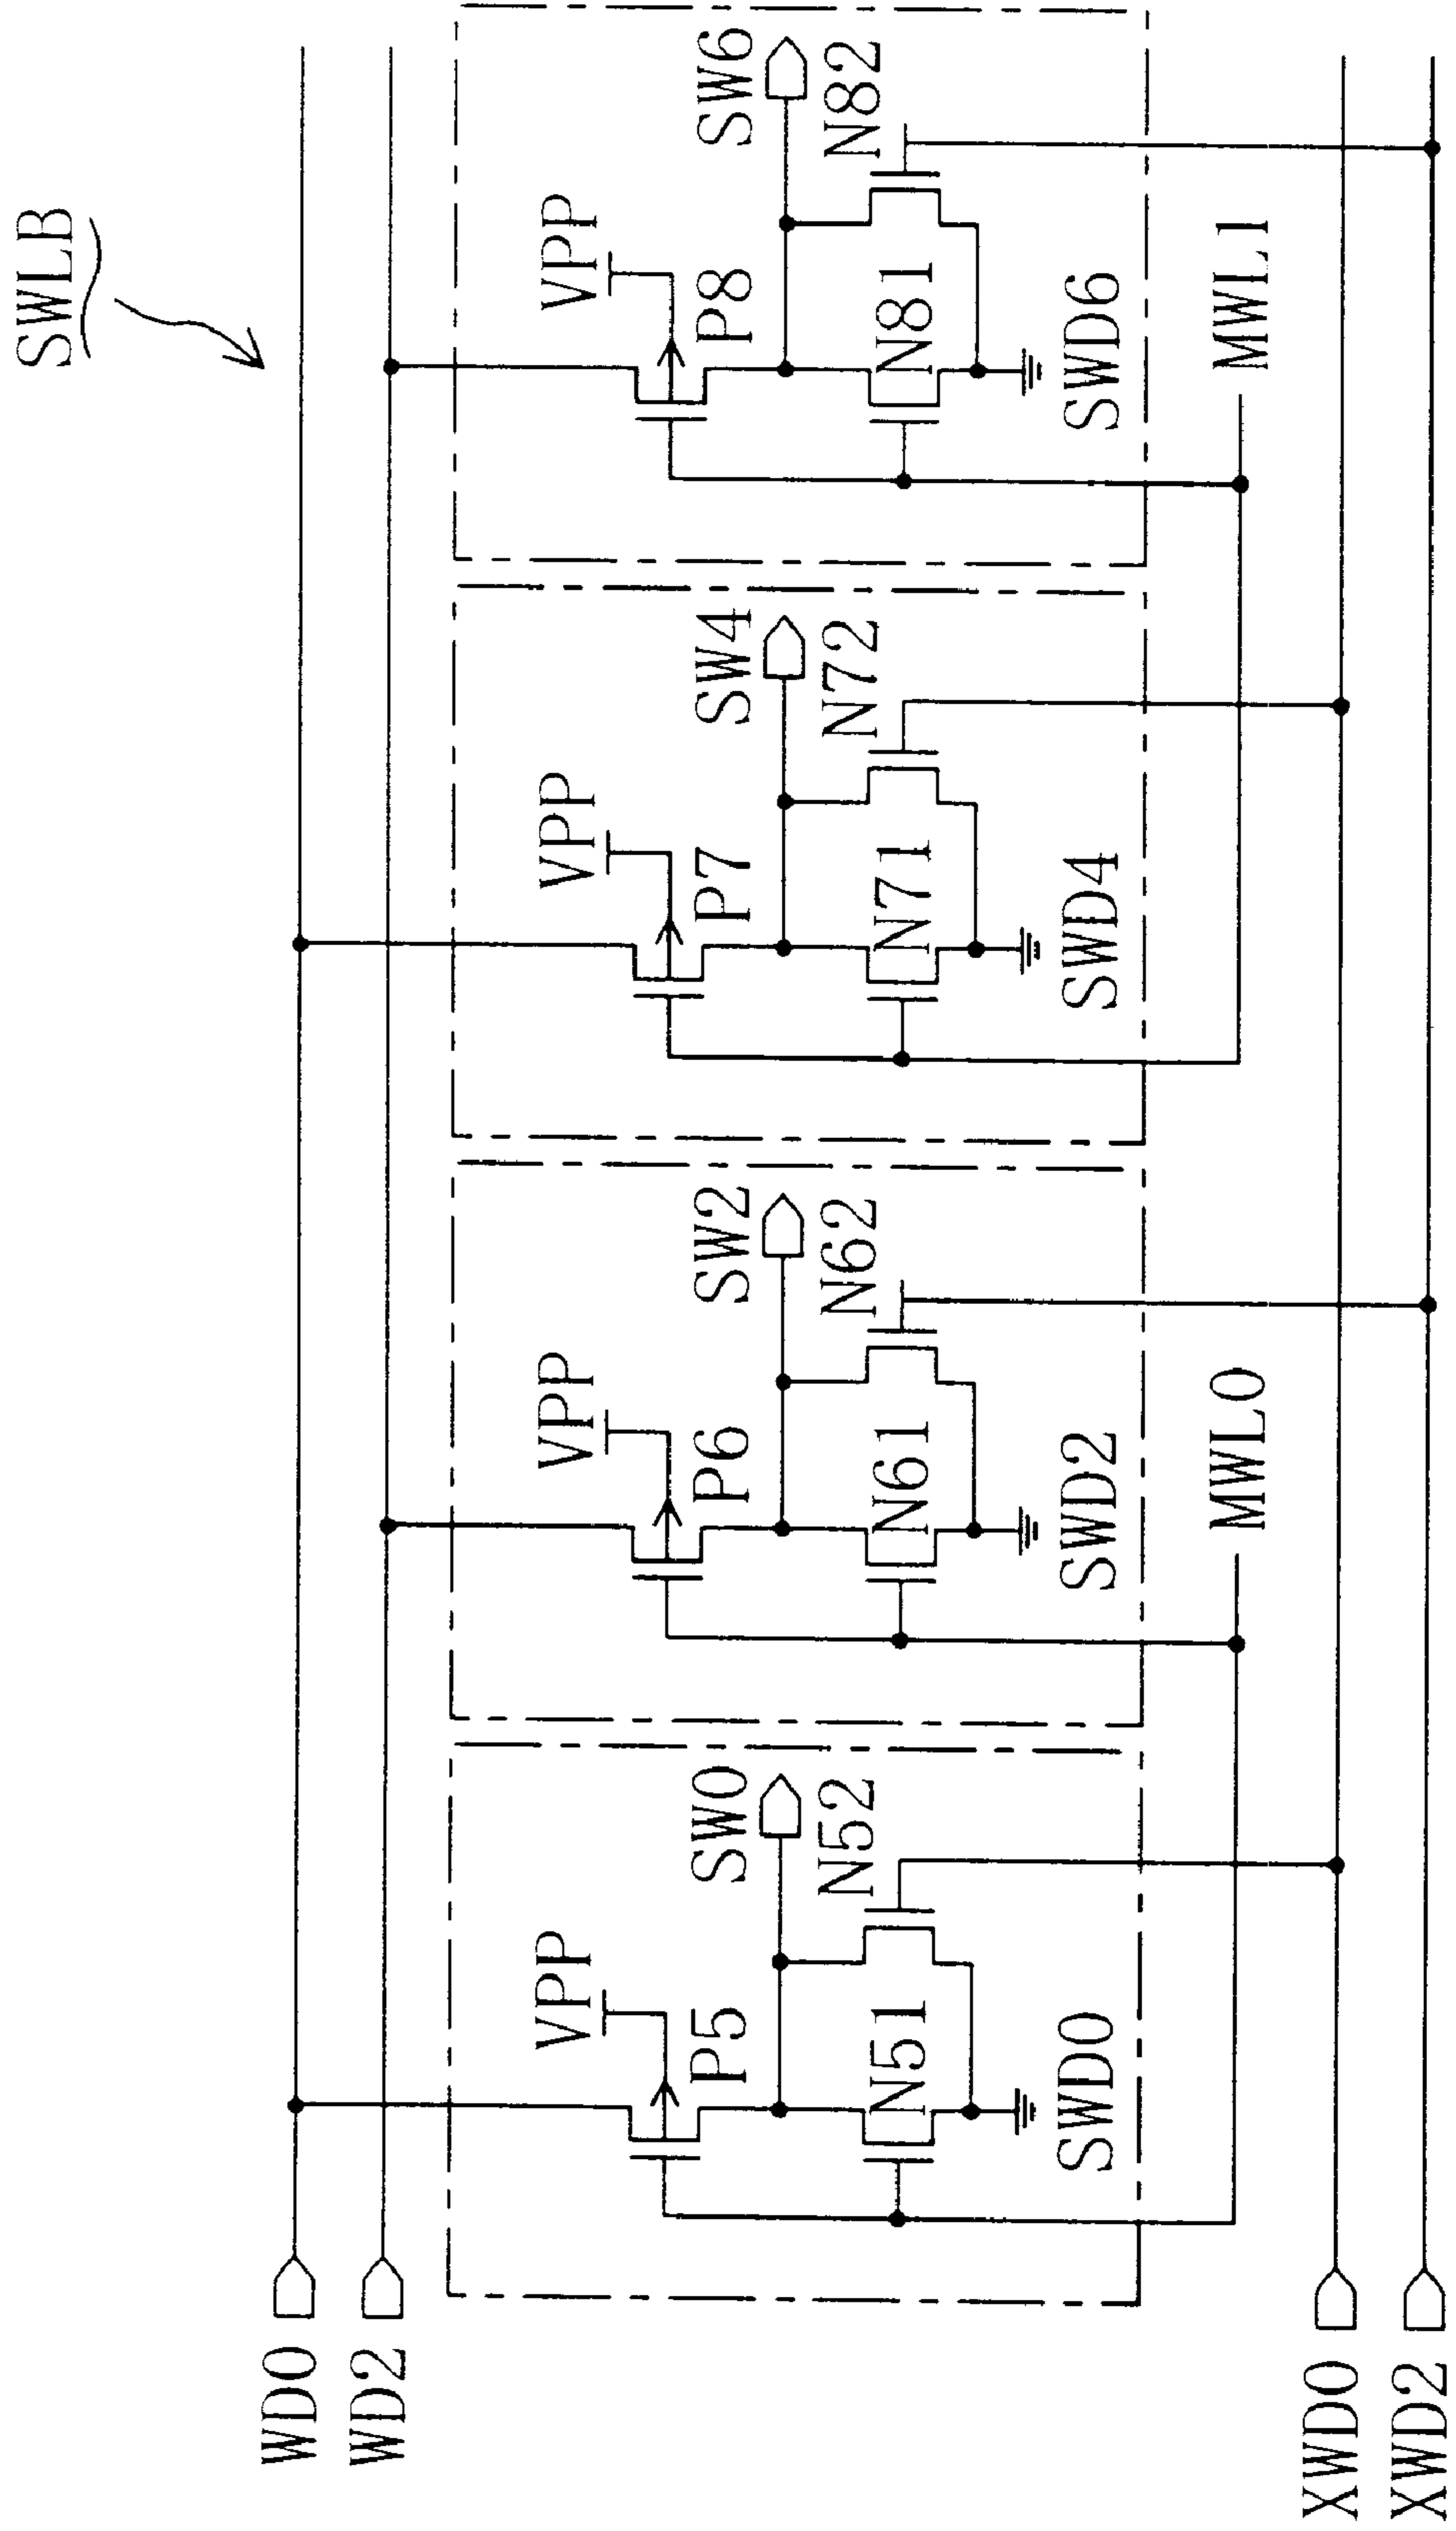 SWLB
WD0
WD2
VPP
P5
SW0
N51
N52
SWD0
VPP
P6
SW2
N61
N62
SWD2
MWL0
VPP
P7
SW4
N71
N72
SWD4
VPP
P8
SW6
N81
N82
SWD6
MWL1
XWD0
XWD2